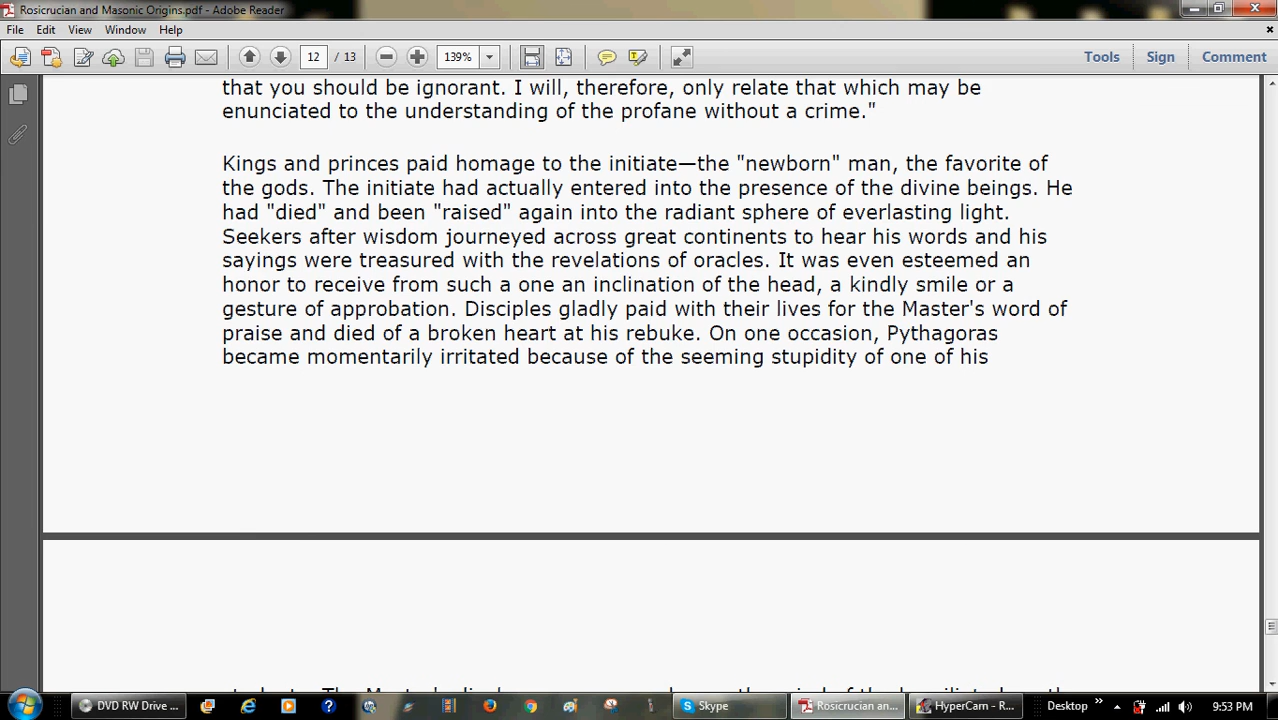 Rosicrucian and Masonic Origins.pdf - Adobe Reader
File Edit View Window Help
12 / 13 139% Tools Sign Comment
that you should be ignorant. I will, therefore, only relate that which may be
enunciated to the understanding of the profane without a crime."
Kings and princes paid homage to the initiate—the "newborn" man, the favorite of
the gods. The initiate had actually entered into the presence of the divine beings. He
had "died" and been "raised" again into the radiant sphere of everlasting light.
Seekers after wisdom journeyed across great continents to hear his words and his
sayings were treasured with the revelations of oracles. It was even esteemed an
honor to receive from such a one an inclination of the head, a kindly smile or a
gesture of approbation. Disciples gladly paid with their lives for the Master's word of
praise and died of a broken heart at his rebuke. On one occasion, Pythagoras
became momentarily irritated because of the seeming stupidity of one of his
DVD RW Drive ... Skype Rosicrucian an... HyperCam - R... Desktop 9:53 PM